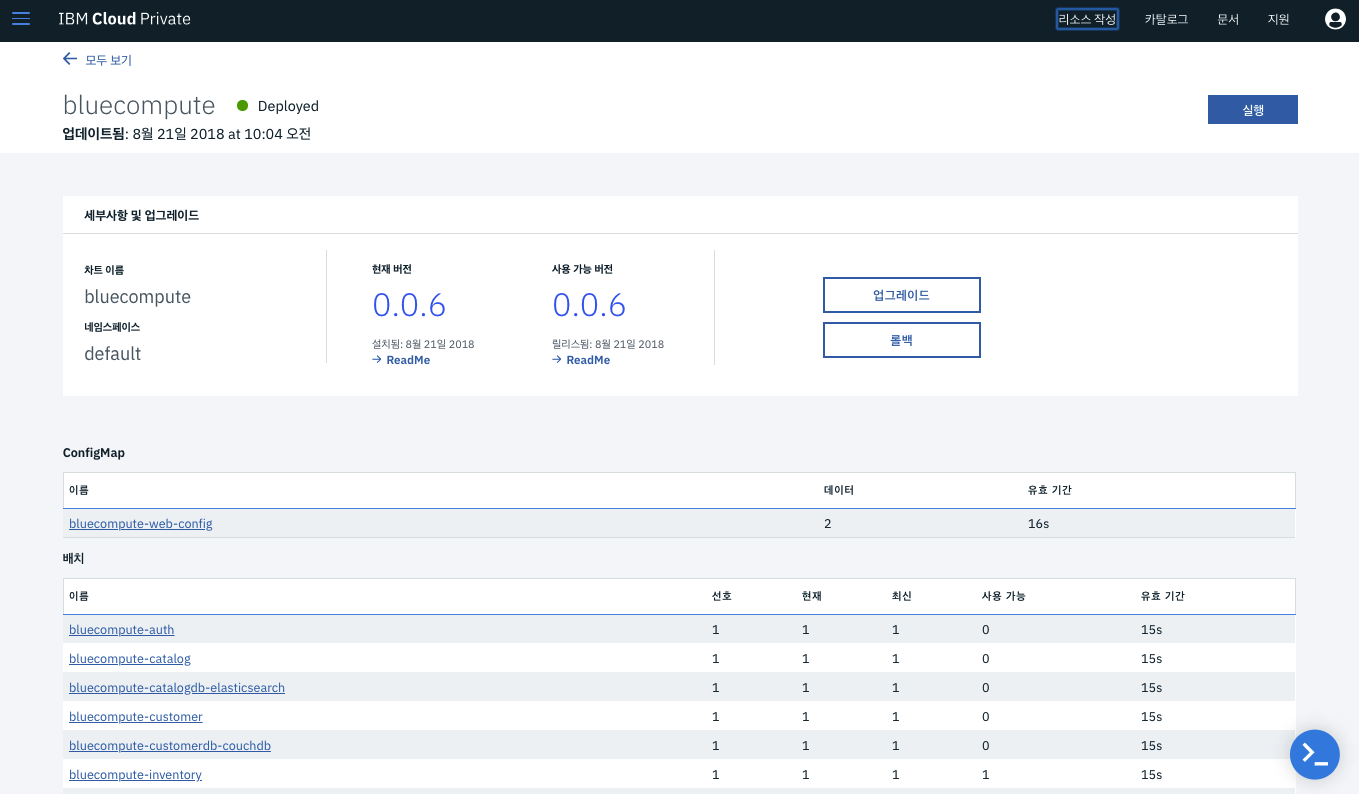 IBM Cloud Private 리소스 작성 카탈로그 문서 지원
모두 보기
bluecompute Deployed
실행
업데이트됨: 8월 21일 2018 at 10:04 오전
세부사항 및 업그레이드
차트 이름
bluecompute
네임스페이스
default
현재 버전
0.0.6
설치됨: 8월 21일 2018
ReadMe
사용 가능 버전
0.0.6
릴리스됨: 8월 21일 2018
ReadMe
업그레이드
롤백
ConfigMap
이름 데이터 유효 기간
bluecompute-web-config 2 16s
배치
이름 선호 현재 최신 사용 가능 유효 기간
bluecompute-auth 1 1 1 0 15s
bluecompute-catalog 1 1 1 0 15s
bluecompute-catalogdb-elasticsearch 1 1 1 0 15s
bluecompute-customer 1 1 1 0 15s
bluecompute-customerdb-couchdb 1 1 1 0 15s
bluecompute-inventory 1 1 1 1 15s